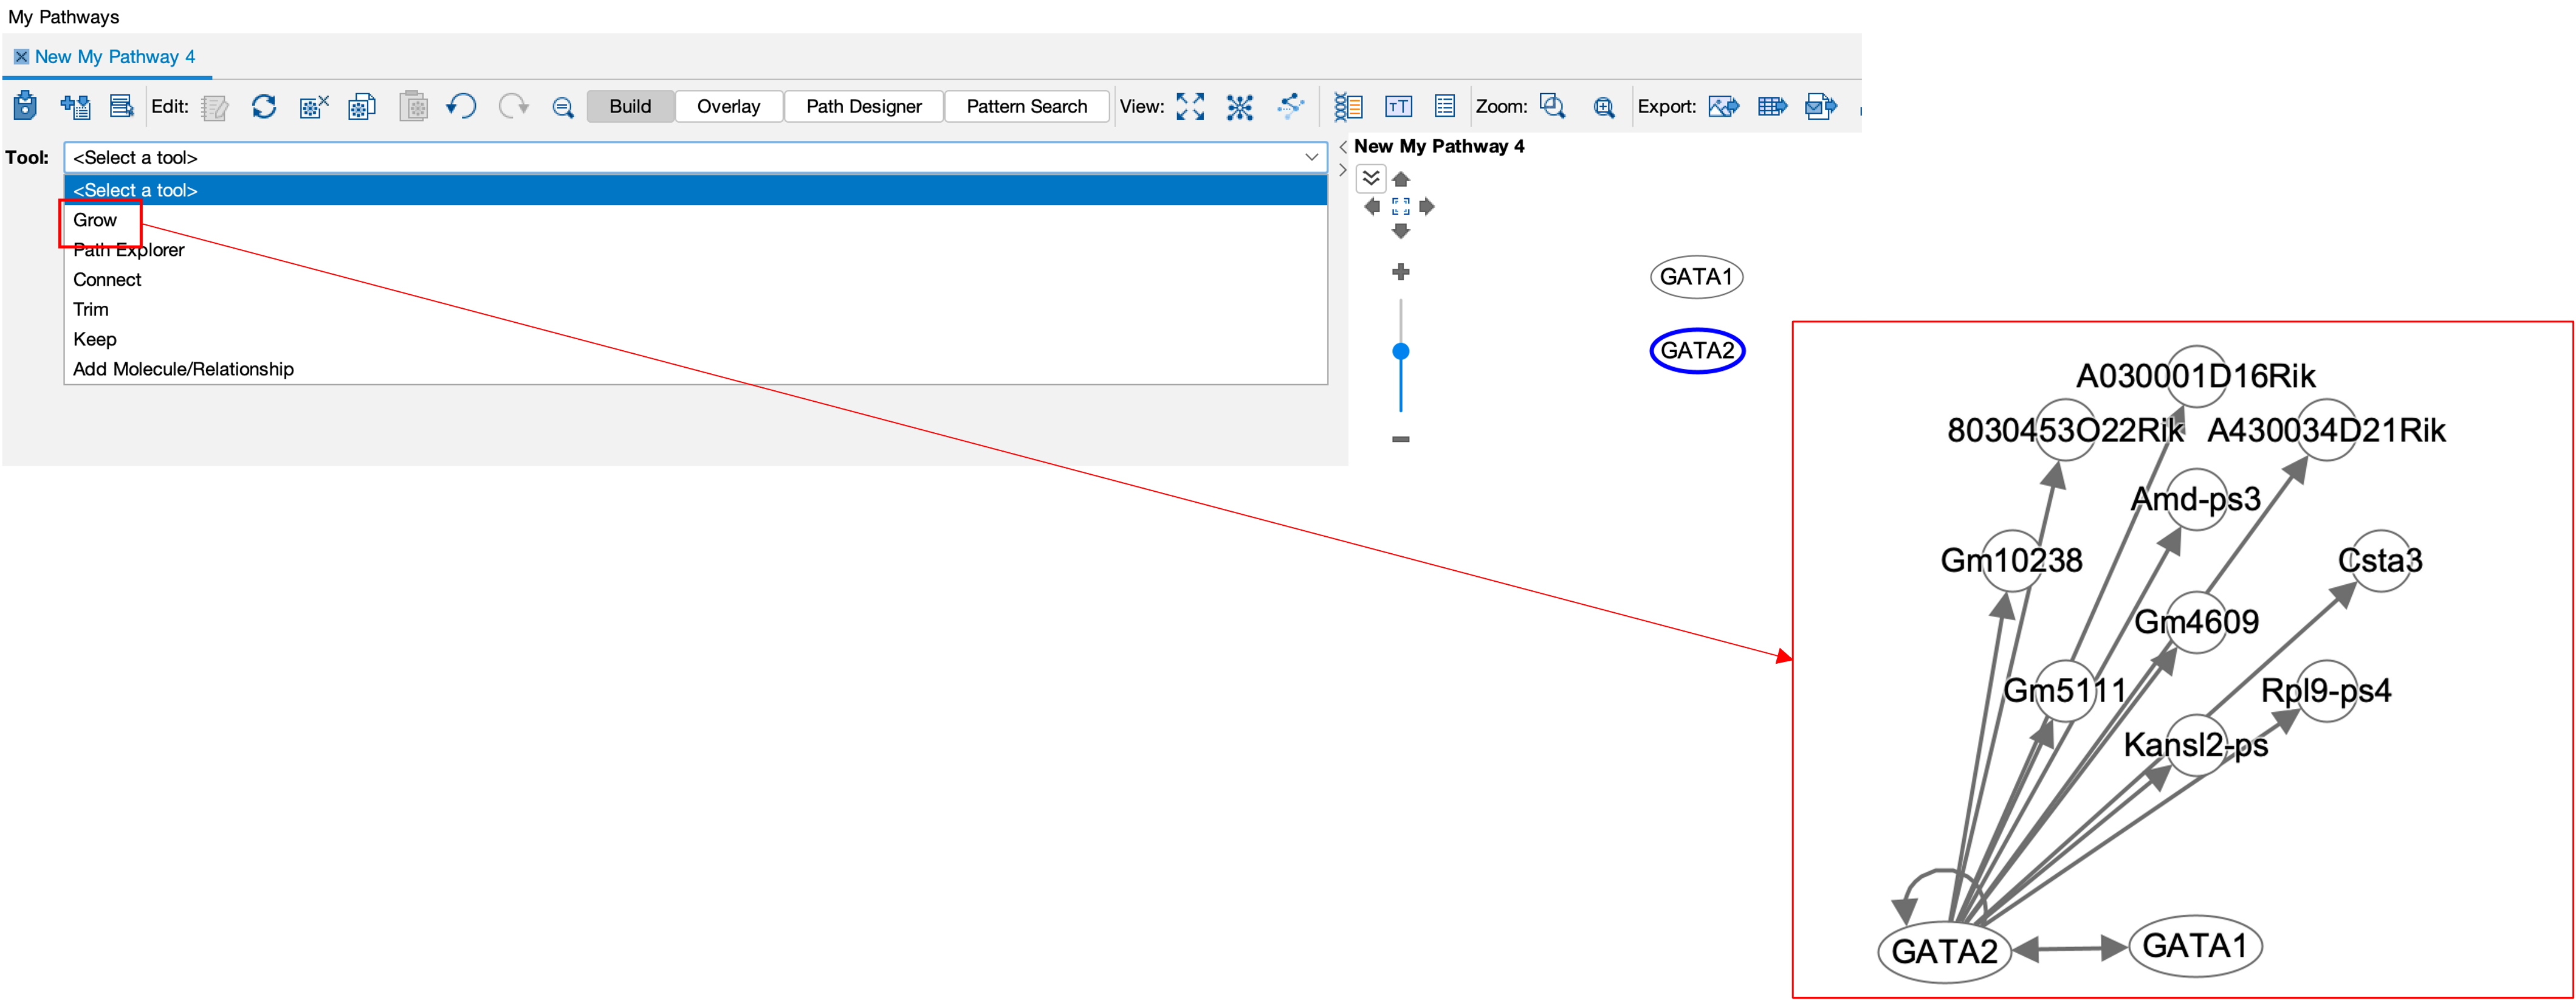 My Pathways
New My Pathway 4
Edit: Build Overlay Path Designer Pattern Search View: TT Zoom: Export:
Tool: <Select a tool>
<Select a tool>
Grow
Path Explorer
Connect
Trim
Keep
Add Molecule/Relationship
New My Pathway 4
GATA1
GATA2
A030001D16Rik
8030453O22Rik A430034D21Rik
Amd-ps3
Gm10238 Csta3
Gm4609
Gm5111 Rpl9-ps4
Kansl2-ps
GATA2 GATA1